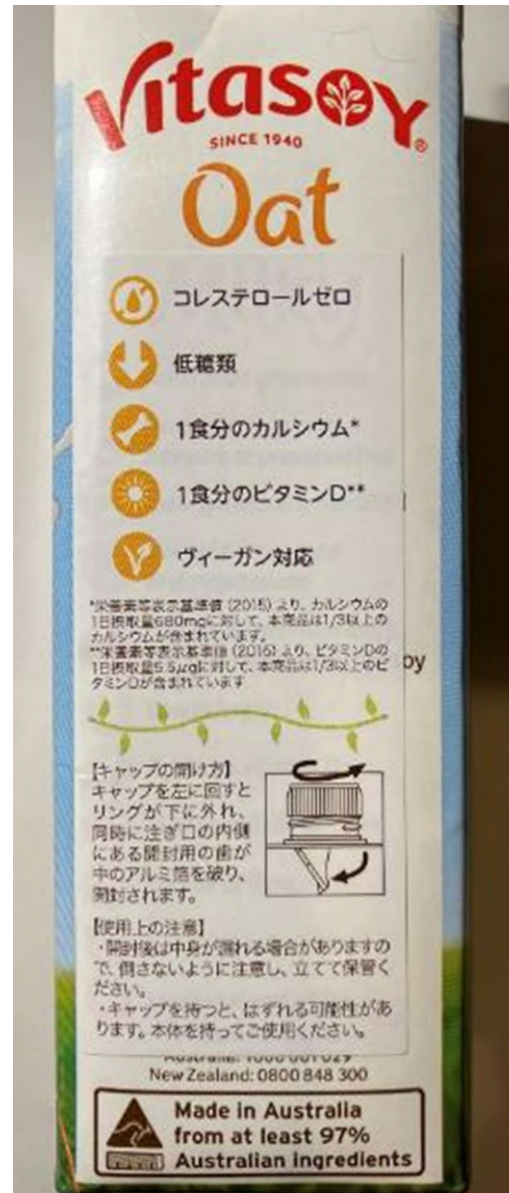 Vitasoy®
SINCE 1940
Oat
コレステロールゼロ
低糖類
1食分のカルシウム*
1食分のビタミンD**
ヴィーガン対応
*栄養素等表示基準値（2015）より、カルシウムの
1日摂取量680mgに対して、本商品は1/3以上の
カルシウムが含まれています。
**栄養素等表示基準値（2015）より、ビタミンDの
1日摂取量5.5μgに対して、本商品は1/3以上のビ
タミンDが含まれています
oy
【キャップの開け方】
キャップを左に回すと
リングが下に外れ、
同時に注ぎ口の内側
にある開封用の歯が
中のアルミ箔を破り、
開封されます。
【使用上の注意】
・開封後は中身が漏れる場合がありますの
で、倒さないように注意し、立てて保管く
ださい。
・キャップを持つと、はずれる可能性があ
ります。本体を持ってご使用ください。
New Zealand: 0800 848 300
Made in Australia
from at least 97%
Australian ingredients